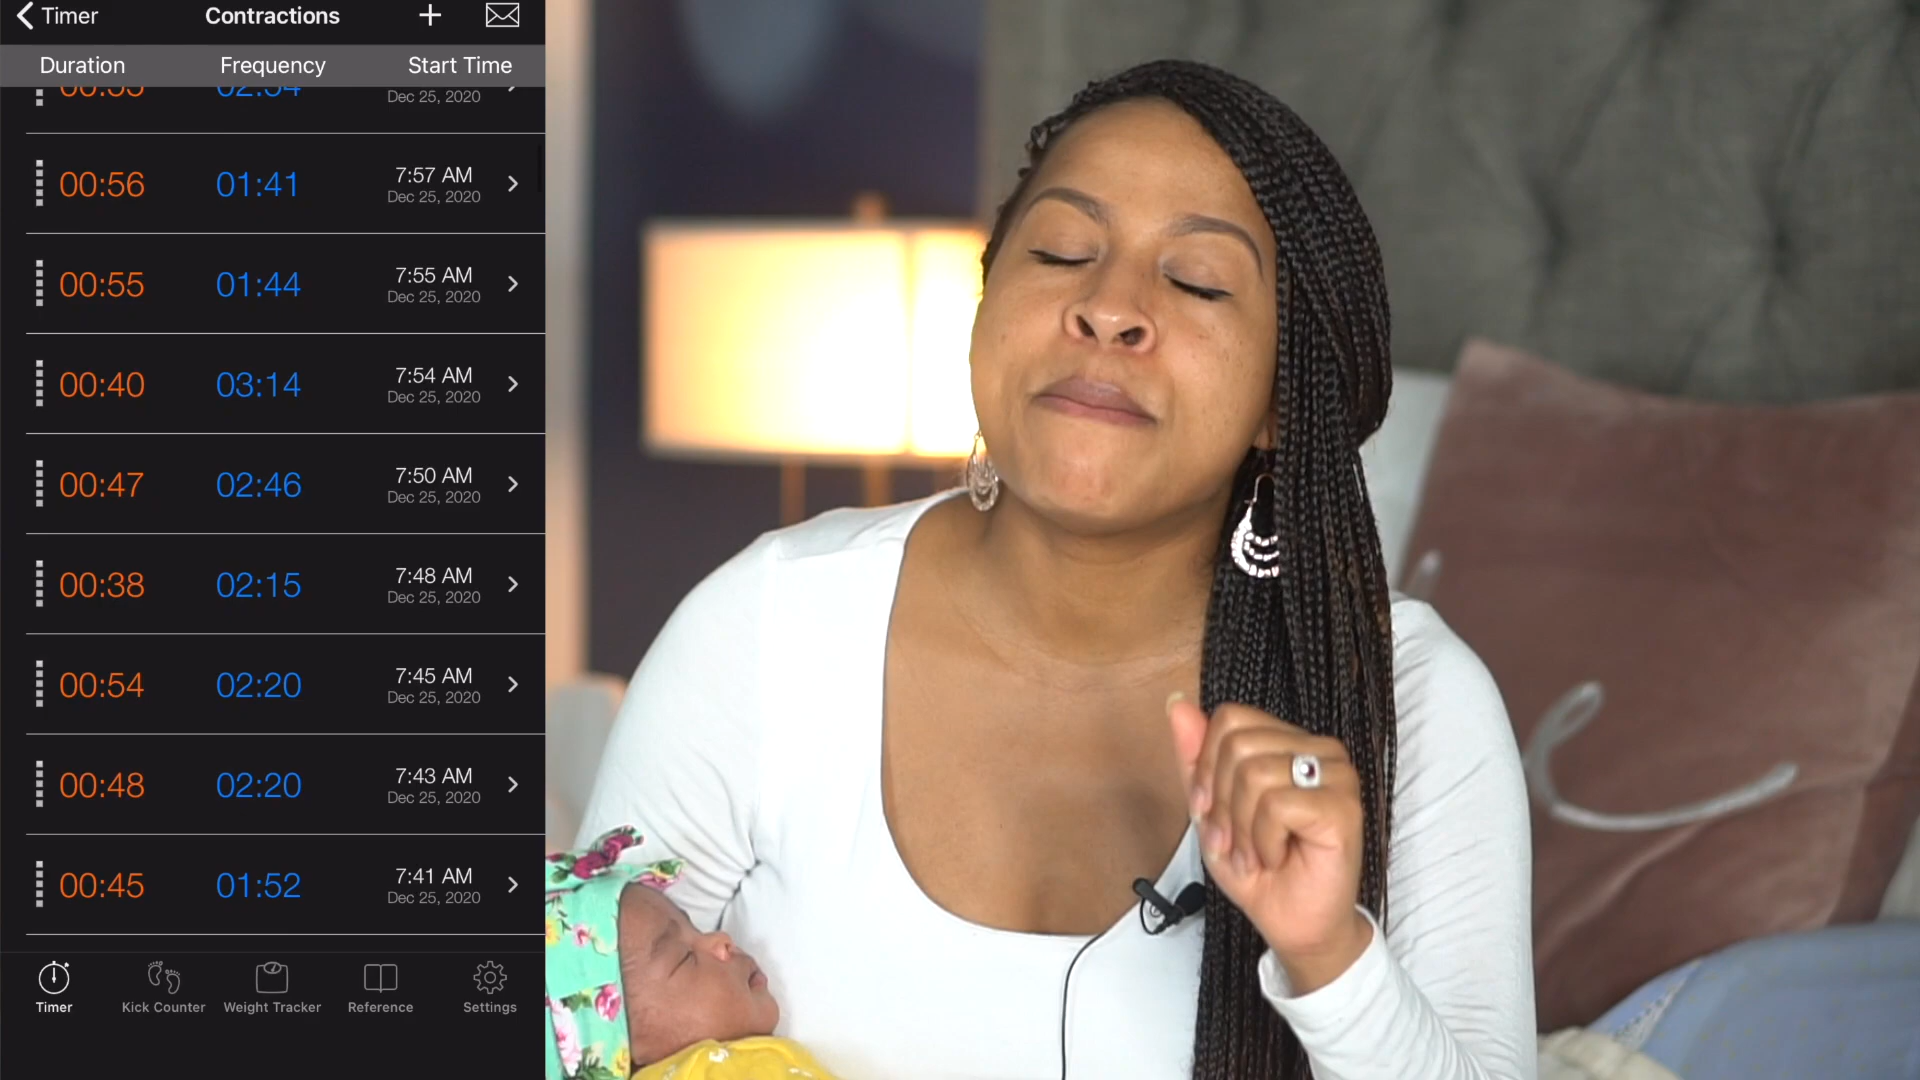 Timer Contractions +
Duration Frequency Start Time
Dec 25, 2020
00:56 01:41 7:57 AM
Dec 25, 2020
00:55 01:44 7:55 AM
Dec 25, 2020
00:40 03:14 7:54 AM
Dec 25, 2020
00:47 02:46 7:50 AM
Dec 25, 2020
00:38 02:15 7:48 AM
Dec 25, 2020
00:54 02:20 7:45 AM
Dec 25, 2020
00:48 02:20 7:43 AM
Dec 25, 2020
00:45 01:52 7:41 AM
Dec 25, 2020
Timer Kick Counter Weight Tracker Reference Settings